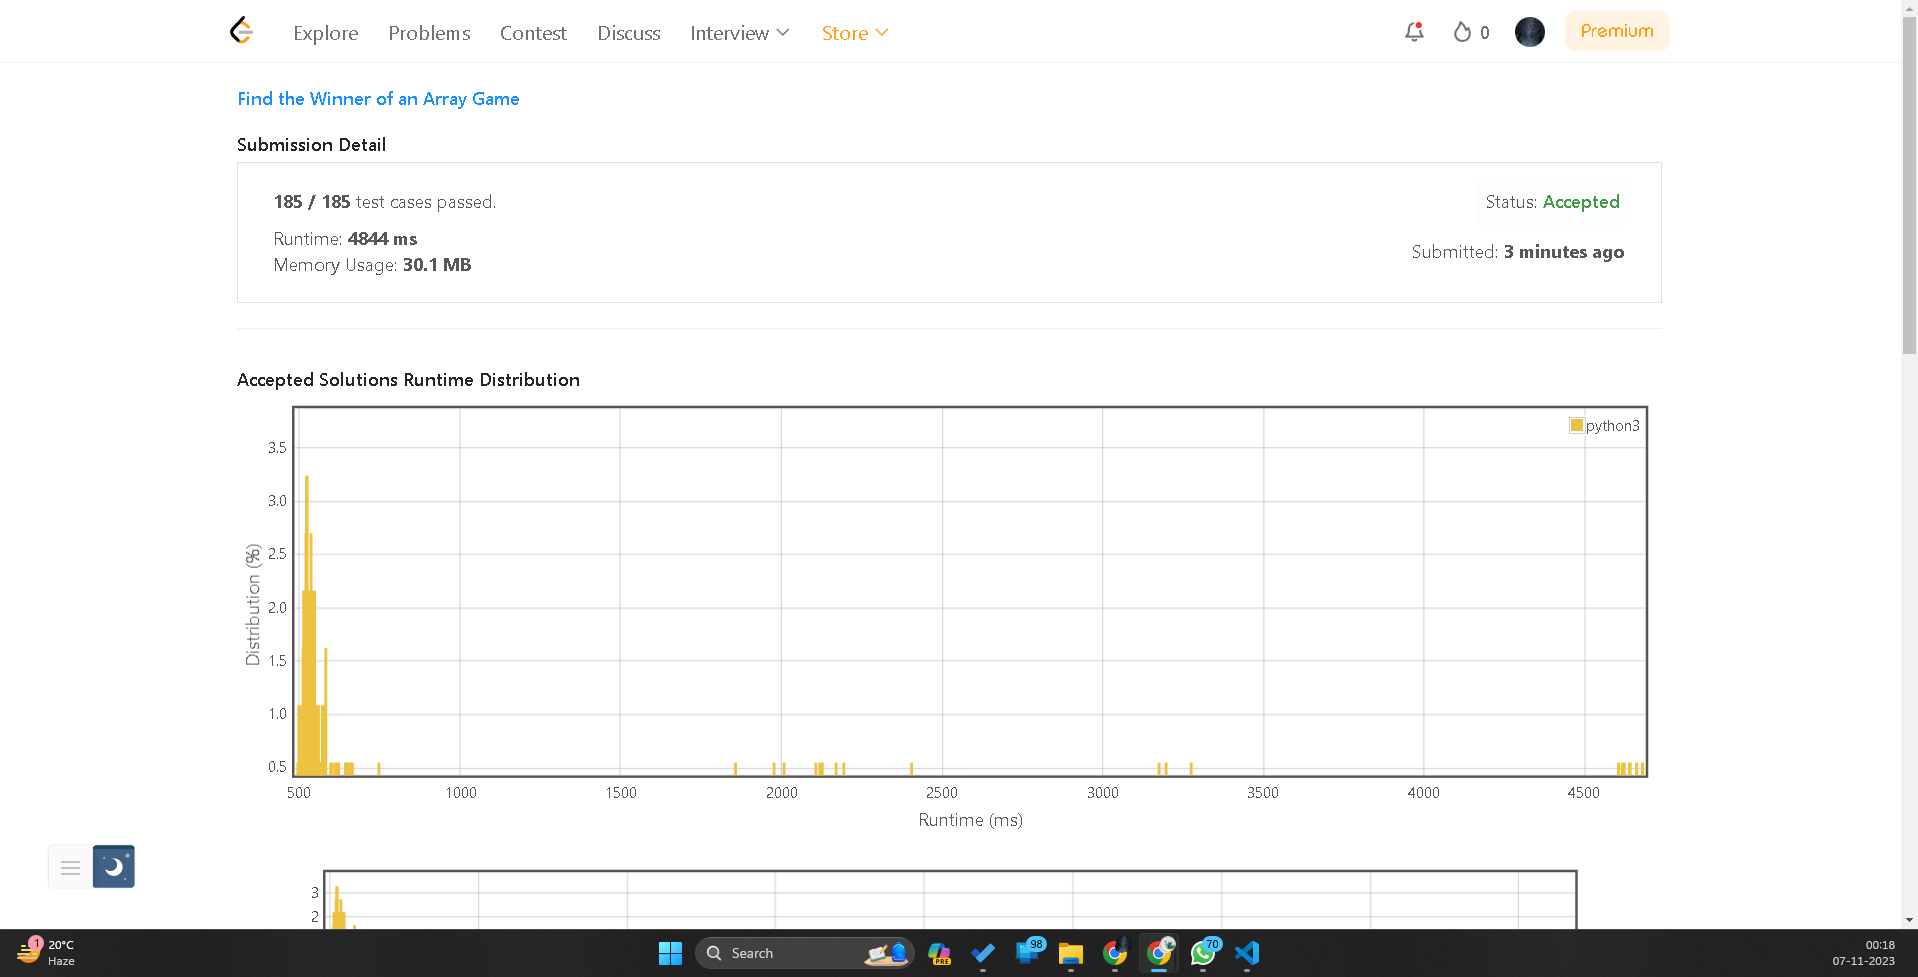 Explore Problems Contest Discuss Interview Store 0 Premium
Find the Winner of an Array Game
Submission Detail
185 / 185 test cases passed.
Status: Accepted
Runtime: 4844 ms
Submitted: 3 minutes ago
Memory Usage: 30.1 MB
Accepted Solutions Runtime Distribution
python3
3.5
3.0
2.5
2.0
1.5
1.0
0.5
Distribution (%)
500 1000 1500 2000 2500 3000 3500 4000 4500
Runtime (ms)
3
2
1
20°C
Haze
Search
PRE
98
70
00:18
07-11-2023